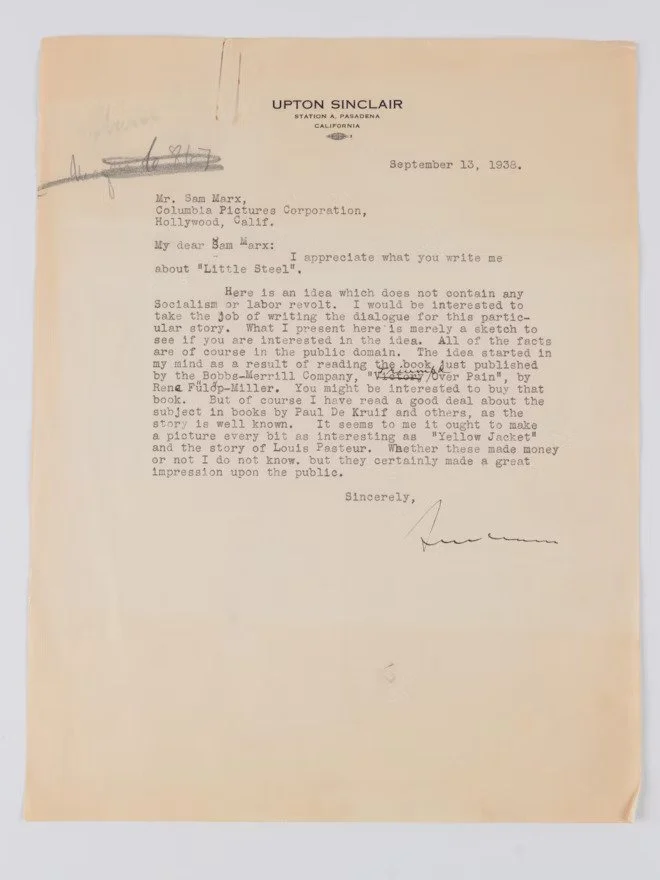 UPTON SINCLAIR
STATION A, PASADENA
CALIFORNIA
September 13, 1938.
Mr. Sam Marx,
Columbia Pictures Corporation,
Hollywood, Calif.
My dear Sam Marx:
I appreciate what you write me
about "Little Steel".
Here is an idea which does not contain any
Socialism or labor revolt. I would be interested to
take the job of writing the dialogue for this partic-
ular story. What I present here is merely a sketch to
see if you are interested in the idea. All of the facts
are of course in the public domain. The idea started in
my mind as a result of reading the book just published
Triumph
by the Bobbs-Merrill Company, "Victory Over Pain", by
René Fülöp-Miller. You might be interested to buy that
book. But of course I have read a good deal about the
subject in books by Paul De Kruif and others, as the
story is well known. It seems to me it ought to make
a picture every bit as interesting as "Yellow Jacket"
and the story of Louis Pasteur. Whether these made money
or not I do not know, but they certainly made a great
impression upon the public.
Sincerely,